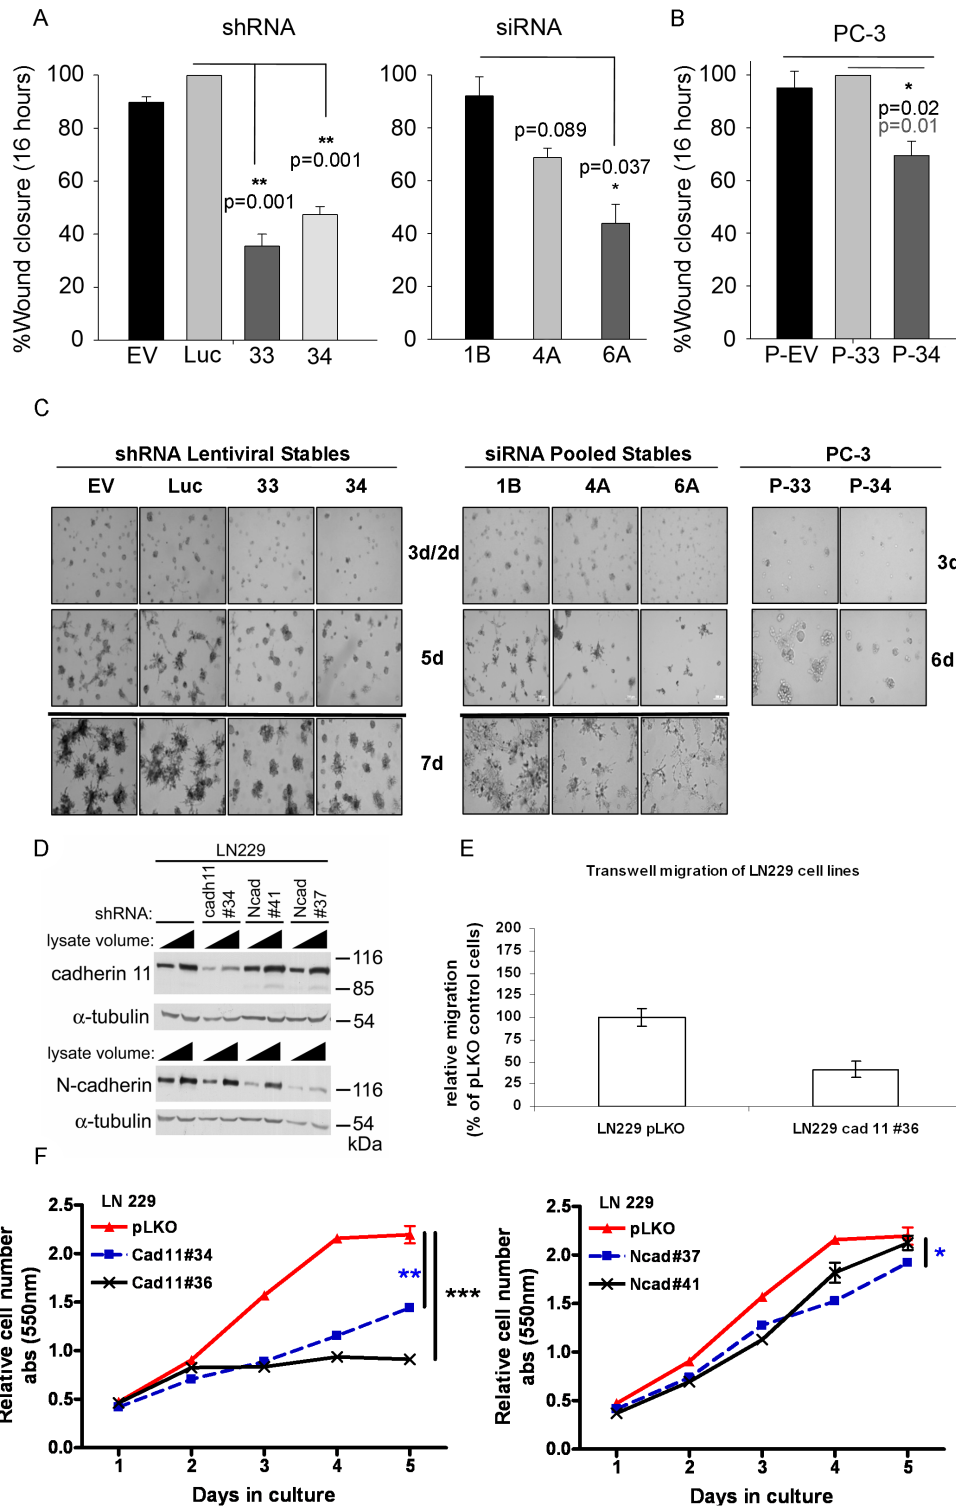 A
shRNA
siRNA
B
PC-3
%Wound closure (16 hours)
100
80
60
40
20
0
**
p=0.001
**
p=0.001
EV
Luc
33
34
%Wound closure (16 hours)
100
80
60
40
20
0
p=0.089
p=0.037
*
1B
4A
6A
%Wound closure (16 hours)
100
80
60
40
20
0
*
p=0.02
p=0.01
P-EV
P-33
P-34
C
shRNA Lentiviral Stables
EV
Luc
33
34
siRNA Pooled Stables
1B
4A
6A
PC-3
P-33
P-34
3d/2d
5d
7d
3d
6d
D
LN229
shRNA:
cadh11
#34
Ncad
#41
Ncad
#37
lysate volume:
cadherin 11
116
85
α-tubulin
54
lysate volume:
N-cadherin
116
α-tubulin
54
kDa
E
Transwell migration of LN229 cell lines
relative migration
(% of pLKO control cells)
200
175
150
125
100
75
50
25
0
LN229 pLKO
LN229 cad 11 #36
F
LN 229
pLKO
Cad11#34
Cad11#36
Relative cell number
abs (550nm)
2.5
2.0
1.5
1.0
0.5
0.0
**
***
1
2
3
4
5
Days in culture
LN 229
pLKO
Ncad#37
Ncad#41
Relative cell number
abs (550nm)
2.5
2.0
1.5
1.0
0.5
0.0
*
1
2
3
4
5
Days in culture